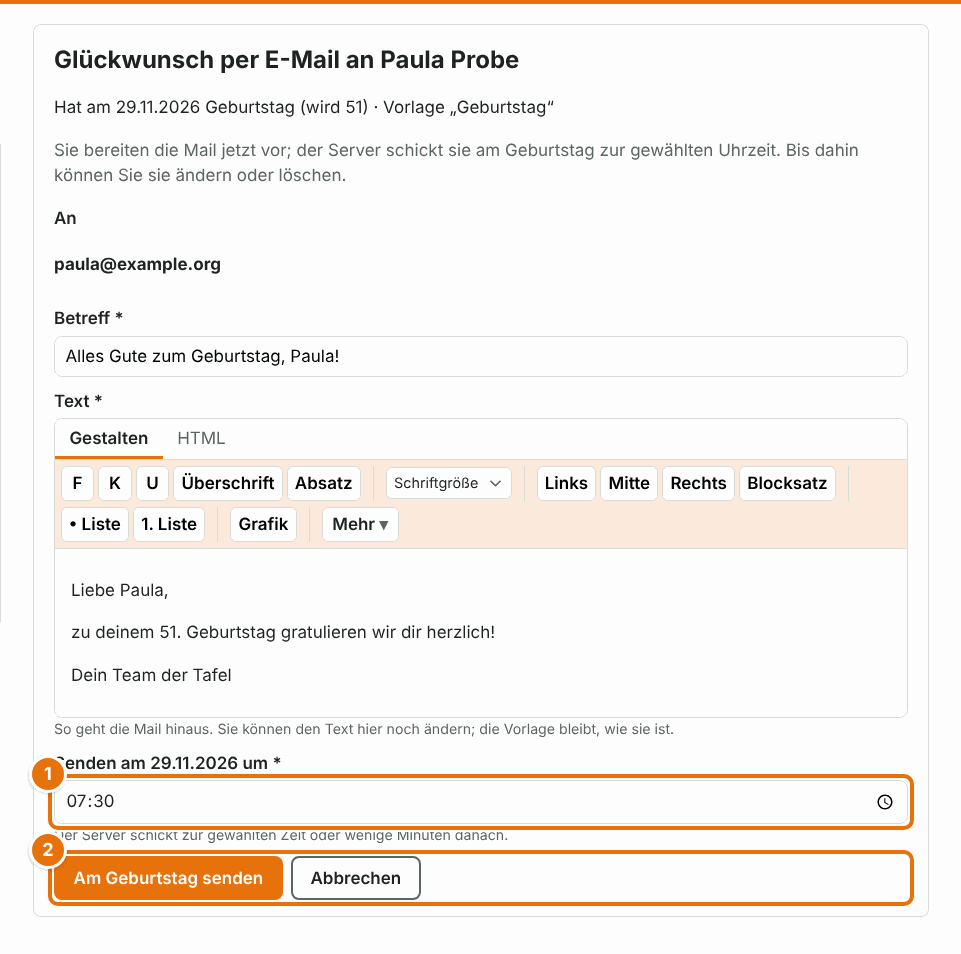 Glückwunsch per E-Mail an Paula Probe
Hat am 29.11.2026 Geburtstag (wird 51) · Vorlage „Geburtstag“
Sie bereiten die Mail jetzt vor; der Server schickt sie am Geburtstag zur gewählten Uhrzeit. Bis dahin
können Sie sie ändern oder löschen.
An
paula@example.org
Betreff *
Alles Gute zum Geburtstag, Paula!
Text *
Gestalten HTML
F K U Überschrift Absatz Schriftgröße Links Mitte Rechts Blocksatz
• Liste 1. Liste Grafik Mehr ▾
Liebe Paula,
zu deinem 51. Geburtstag gratulieren wir dir herzlich!
Dein Team der Tafel
So geht die Mail hinaus. Sie können den Text hier noch ändern; die Vorlage bleibt, wie sie ist.
Senden am 29.11.2026 um *
1
07:30
Der Server schickt zur gewählten Zeit oder wenige Minuten danach.
2
Am Geburtstag senden Abbrechen